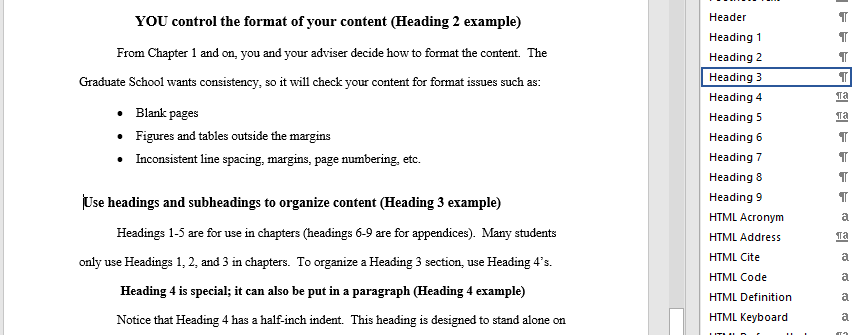 YOU control the format of your content (Heading 2 example)
From Chapter 1 and on, you and your adviser decide how to format the content.  The
Graduate School wants consistency, so it will check your content for format issues such as:
• Blank pages
• Figures and tables outside the margins
• Inconsistent line spacing, margins, page numbering, etc.
Use headings and subheadings to organize content (Heading 3 example)
Headings 1-5 are for use in chapters (headings 6-9 are for appendices).  Many students
only use Headings 1, 2, and 3 in chapters.  To organize a Heading 3 section, use Heading 4’s.
Heading 4 is special; it can also be put in a paragraph (Heading 4 example)
Notice that Heading 4 has a half-inch indent.  This heading is designed to stand alone on
Header ¶
Heading 1 ¶
Heading 2 ¶
Heading 3 ¶
Heading 4 ¶a
Heading 5 ¶a
Heading 6 ¶
Heading 7 ¶
Heading 8 ¶
Heading 9 ¶
HTML Acronym a
HTML Address ¶a
HTML Cite a
HTML Code a
HTML Definition a
HTML Keyboard a